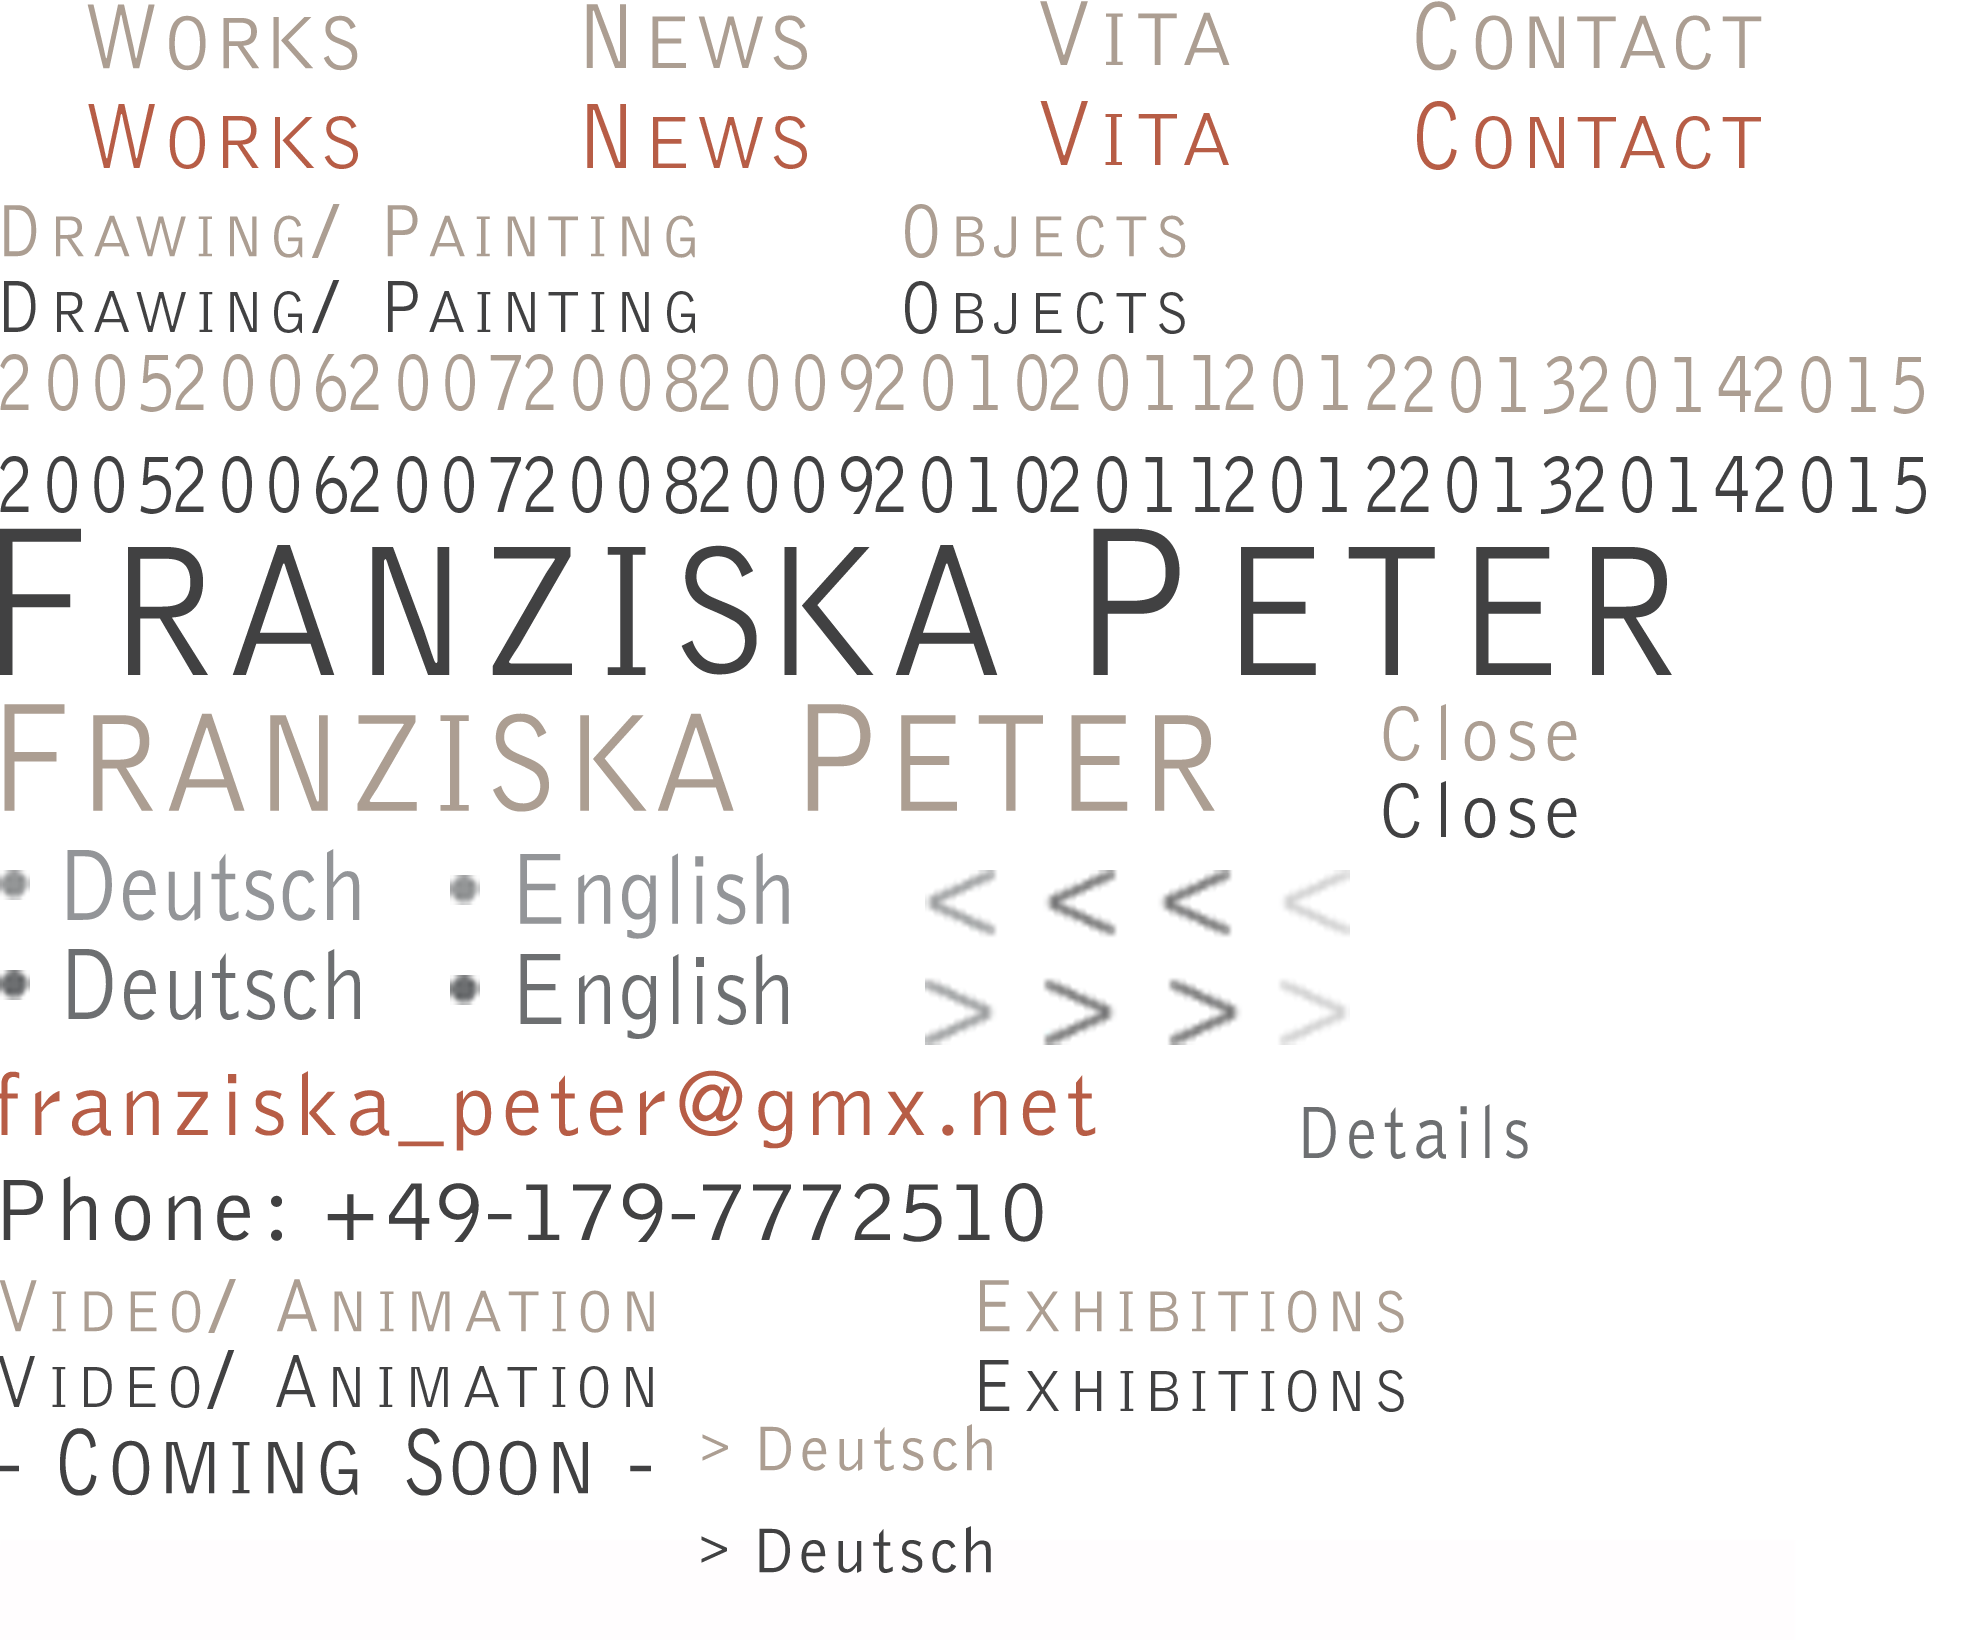 WORKS NEWS VITA CONTACT
WORKS NEWS VITA CONTACT
DRAWING/ PAINTING OBJECTS
DRAWING/ PAINTING OBJECTS
2005 2006 2007 2008 2009 2010 2011 2012 2013 2014 2015
2005 2006 2007 2008 2009 2010 2011 2012 2013 2014 2015
FRANZISKA PETER
FRANZISKA PETER Close
Close
• Deutsch • English < < < <
• Deutsch • English > > > >
franziska_peter@gmx.net
Details
Phone: +49-179-7772510
VIDEO/ ANIMATION EXHIBITIONS
VIDEO/ ANIMATION EXHIBITIONS
- COMING SOON - > Deutsch
> Deutsch